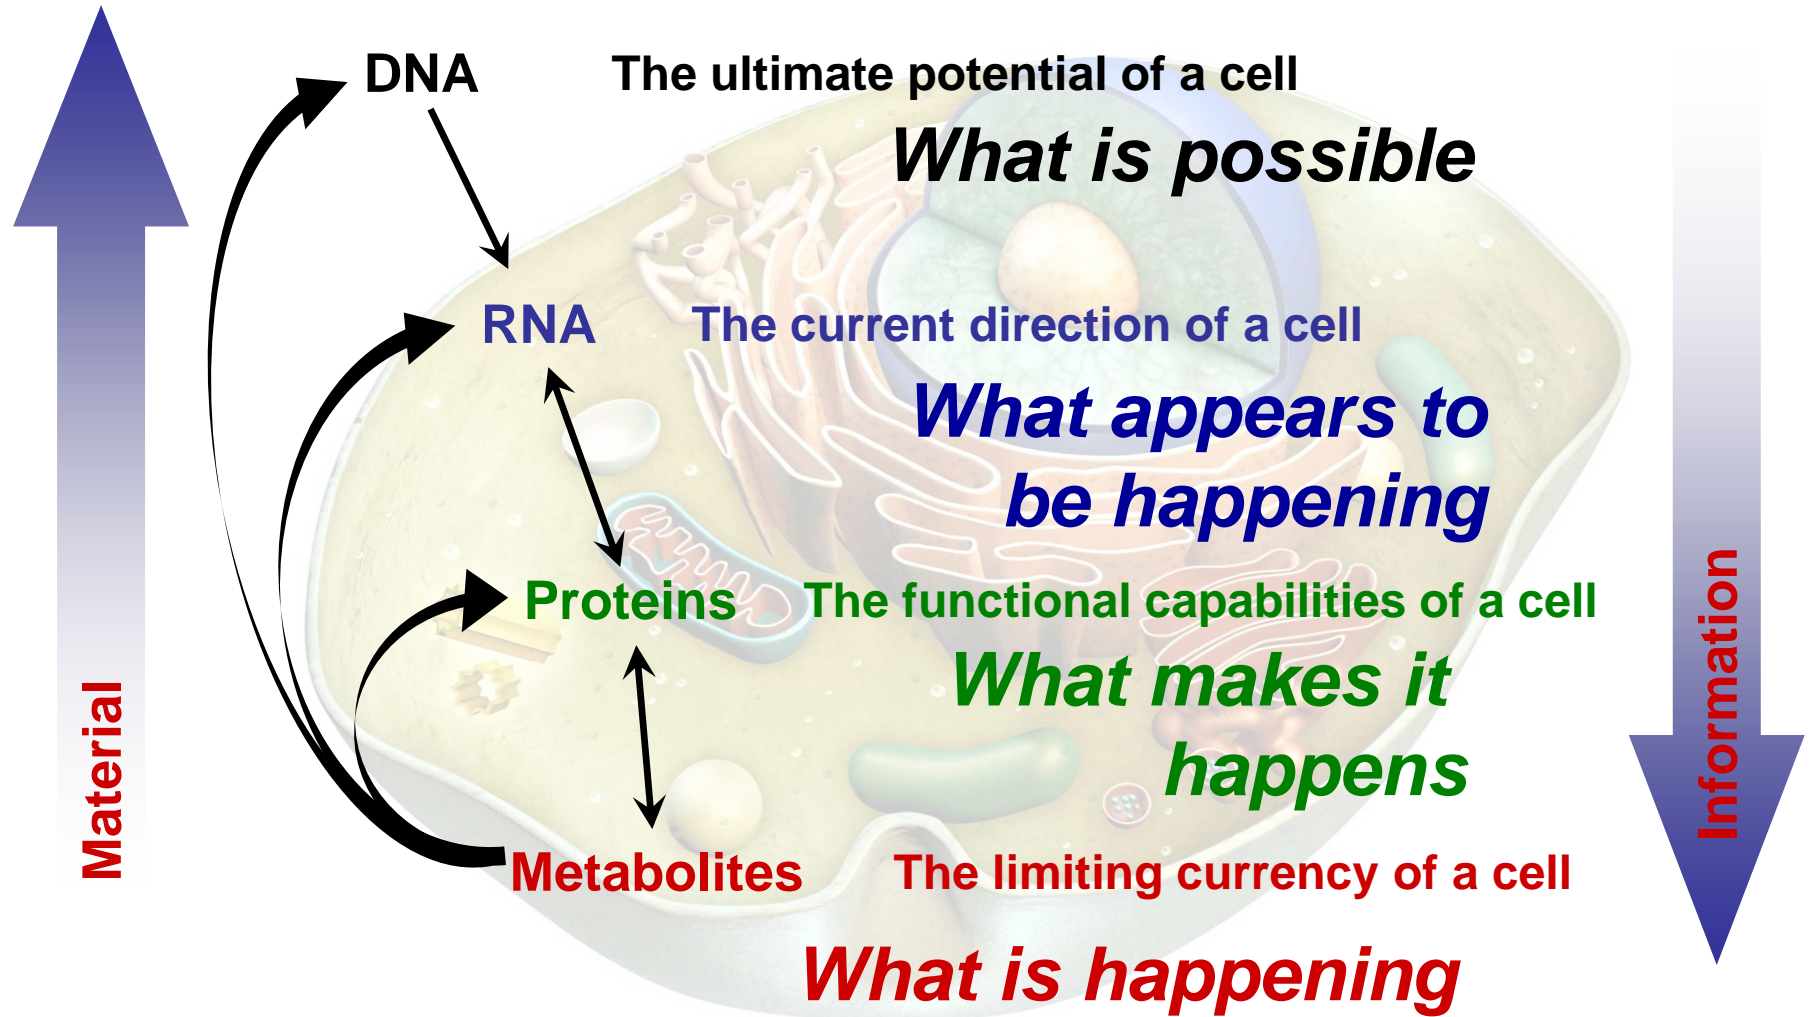 DNA The ultimate potential of a cell
What is possible
RNA The current direction of a cell
What appears to
be happening
Proteins The functional capabilities of a cell
What makes it
happens
Metabolites The limiting currency of a cell
What is happening
Material
Information